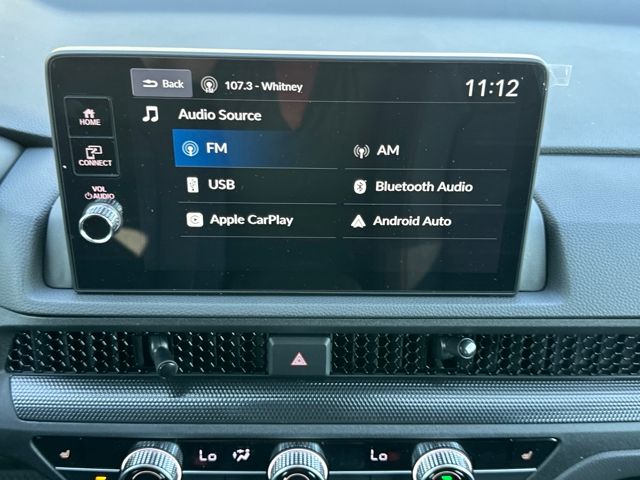 Back
107.3 - Whitney
11:12
HOME
Audio Source
FM
AM
CONNECT
USB
Bluetooth Audio
VOL
AUDIO
Apple CarPlay
Android Auto
Lo
Lo